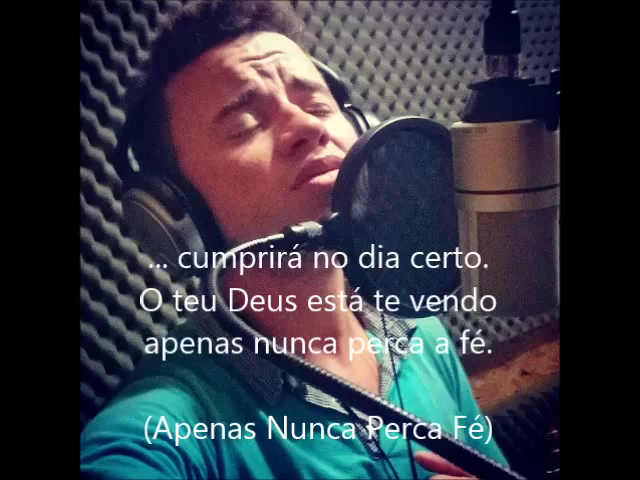 ... cumprirá no dia certo.
O teu Deus está te vendo
apenas nunca perca a fé.
(Apenas Nunca Perca Fé)